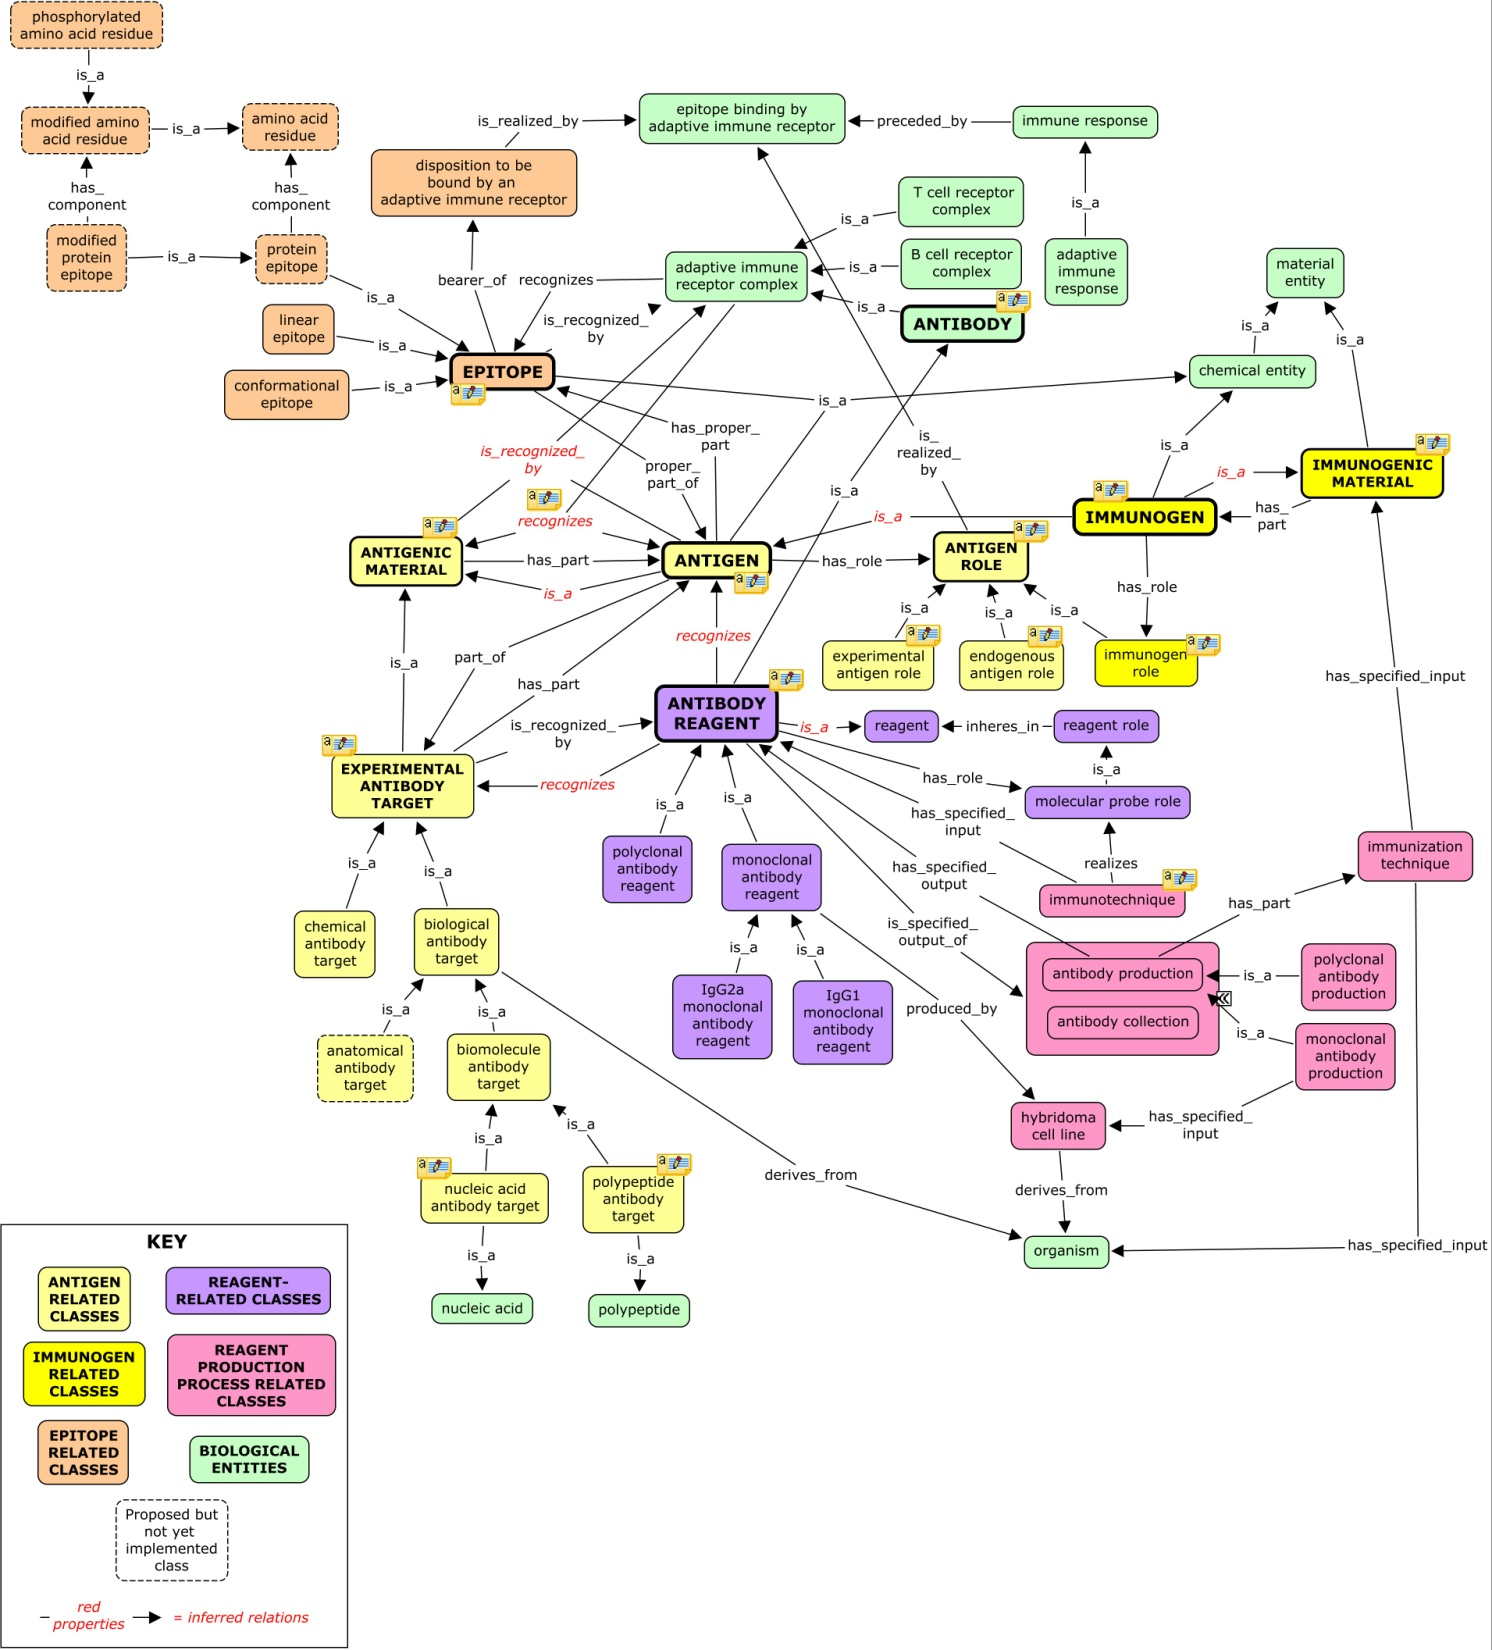 phosphorylated
amino acid residue
is_a
modified amino
acid residue
is_a
amino acid
residue
has_
component
has_
component
modified
protein
epitope
is_a
protein
epitope
is_a
linear
epitope
is_a
conformational
epitope
is_a
EPITOPE
a
disposition to be
bound by an
adaptive immune receptor
is_realized_by
epitope binding by
adaptive immune receptor
preceded_by
immune response
is_a
adaptive
immune
response
T cell receptor
complex
is_a
B cell receptor
complex
is_a
ANTIBODY
a
is_a
adaptive immune
receptor complex
bearer_of
recognizes
is_recognized_
by
material
entity
is_a
is_a
chemical entity
is_a
is_a
has_proper_
part
proper_
part_of
is_recognized_
by
a
recognizes
is_
realized_
by
is_a
is_a
IMMUNOGENIC
MATERIAL
a
IMMUNOGEN
a
has_
part
is_a
ANTIGENIC
MATERIAL
a
has_part
is_a
ANTIGEN
a
has_role
ANTIGEN
ROLE
a
has_role
is_a
is_a
is_a
experimental
antigen role
a
endogenous
antigen role
a
immunogen
role
a
recognizes
part_of
has_part
is_a
is_recognized_
by
recognizes
ANTIBODY
REAGENT
a
is_a
reagent
inheres_in
reagent role
is_a
has_role
molecular probe role
has_specified_
input
realizes
immunotechnique
a
has_specified_input
immunization
technique
EXPERIMENTAL
ANTIBODY
TARGET
a
is_a
is_a
chemical
antibody
target
biological
antibody
target
is_a
is_a
anatomical
antibody
target
biomolecule
antibody
target
is_a
is_a
nucleic acid
antibody target
a
polypeptide
antibody
target
a
is_a
is_a
nucleic acid
polypeptide
is_a
is_a
polyclonal
antibody
reagent
monoclonal
antibody
reagent
is_a
is_a
IgG2a
monoclonal
antibody
reagent
IgG1
monoclonal
antibody
reagent
has_specified_
output
is_specified_
output_of
has_part
antibody production
antibody collection
is_a
polyclonal
antibody
production
is_a
monoclonal
antibody
production
produced_by
hybridoma
cell line
has_specified_
input
derives_from
derives_from
organism
has_specified_input
KEY
ANTIGEN
RELATED
CLASSES
REAGENT-
RELATED CLASSES
IMMUNOGEN
RELATED
CLASSES
REAGENT
PRODUCTION
PROCESS RELATED
CLASSES
EPITOPE
RELATED
CLASSES
BIOLOGICAL
ENTITIES
Proposed but
not yet
implemented
class
red
properties
= inferred relations